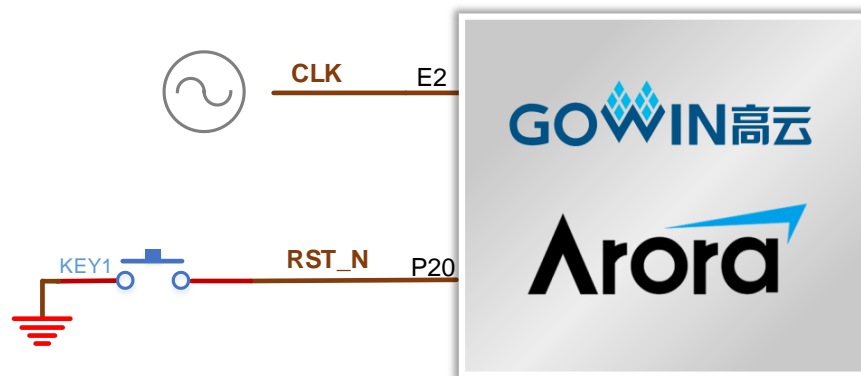 CLK
E2
GOWIN高云
KEY1
RST_N
P20
Arora